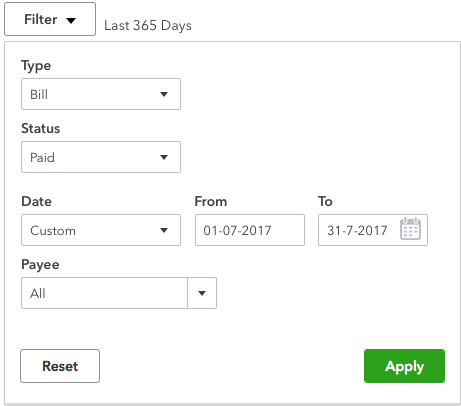 Filter Last 365 Days
Type
Bill
Status
Paid
Date From To
Custom 01-07-2017 31-7-2017
Payee
All
Reset Apply